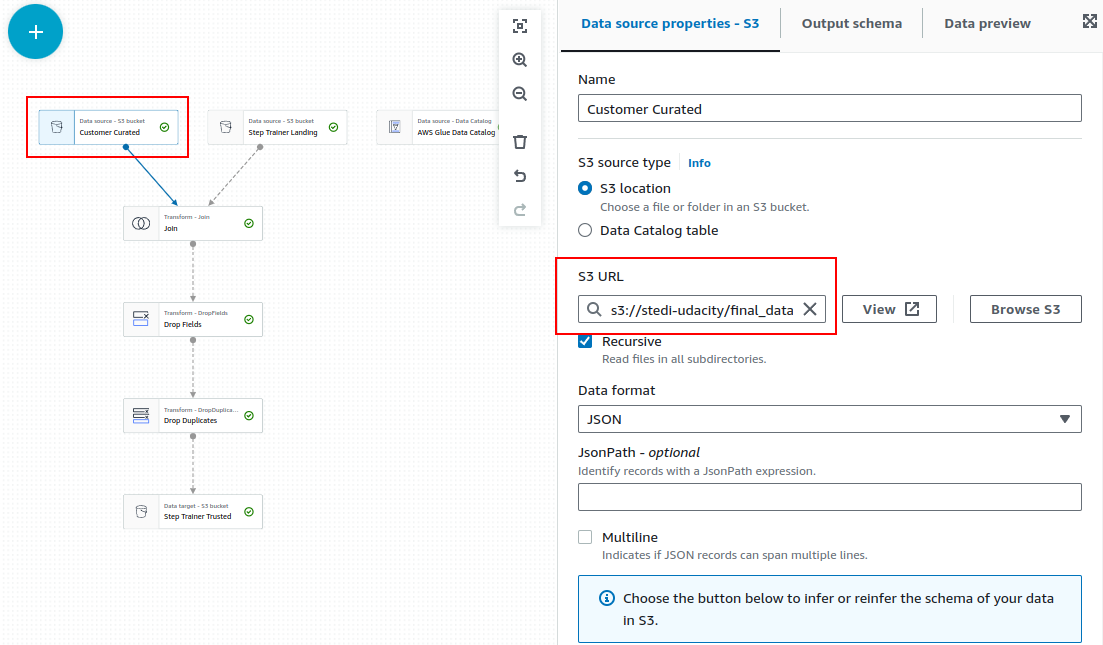 Data source - S3 bucket
Customer Curated
Data source - S3 bucket
Step Trainer Landing
Data source - Data Catalog
AWS Glue Data Catalog
Transform - Join
Join
Transform - DropFields
Drop Fields
Transform - DropDuplica...
Drop Duplicates
Data target - S3 bucket
Step Trainer Trusted
Data source properties - S3
Output schema
Data preview
Name
Customer Curated
S3 source type
Info
S3 location
Choose a file or folder in an S3 bucket.
Data Catalog table
S3 URL
s3://stedi-udacity/final_data
View
Browse S3
Recursive
Read files in all subdirectories.
Data format
JSON
JsonPath - optional
Identify records with a JsonPath expression.
Multiline
Indicates if JSON records can span multiple lines.
Choose the button below to infer or reinfer the schema of your data
in S3.